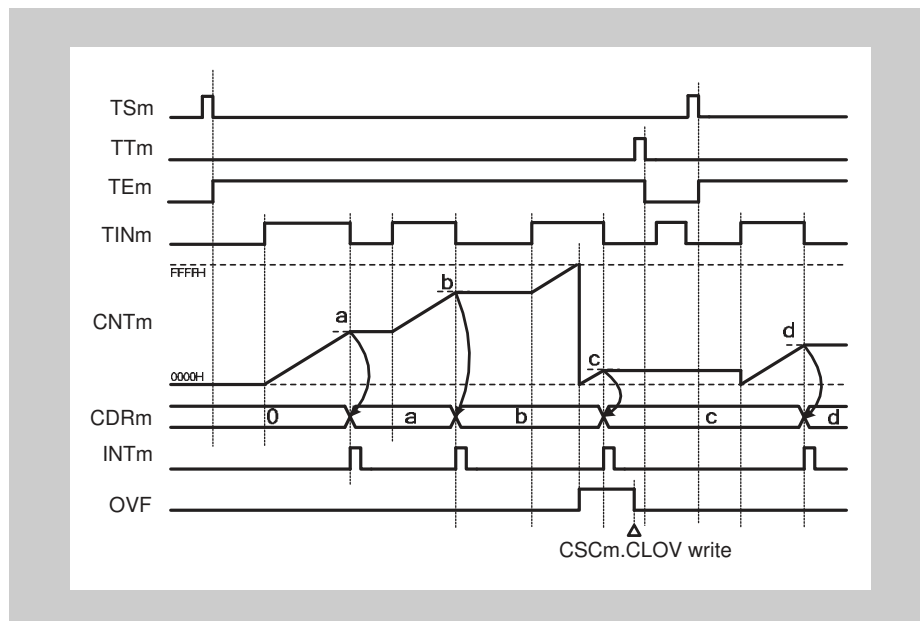 TSm
TTm
TEm
TINm
FFFFH
CNTm
a
b
c
d
0000H
CDRm
0
a
b
c
d
INTm
OVF
CSCm.CLOV write